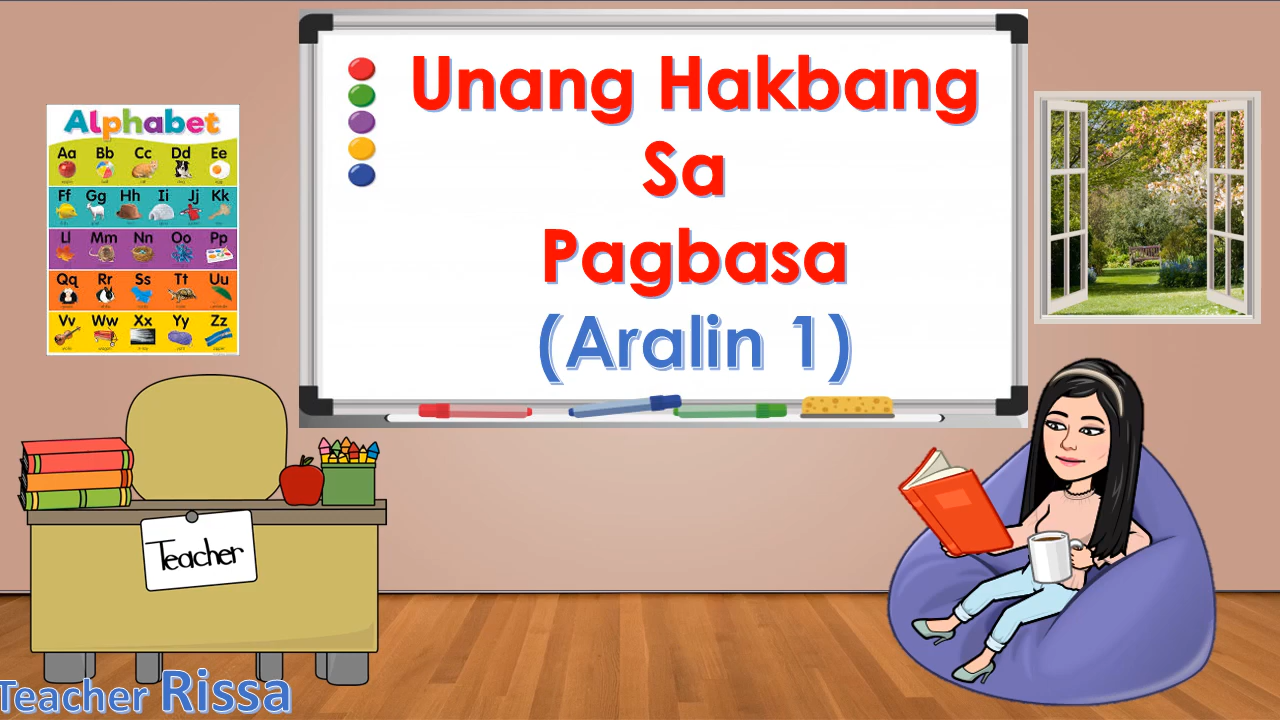 Unang Hakbang
Sa
Pagbasa
(Aralin 1)
Alphabet
Aa Bb Cc Dd Ee
Ff Gg Hh Ii Jj Kk
Ll Mm Nn Oo Pp
Qq Rr Ss Tt Uu
Vv Ww Xx Yy Zz
Teacher
Teacher Rissa